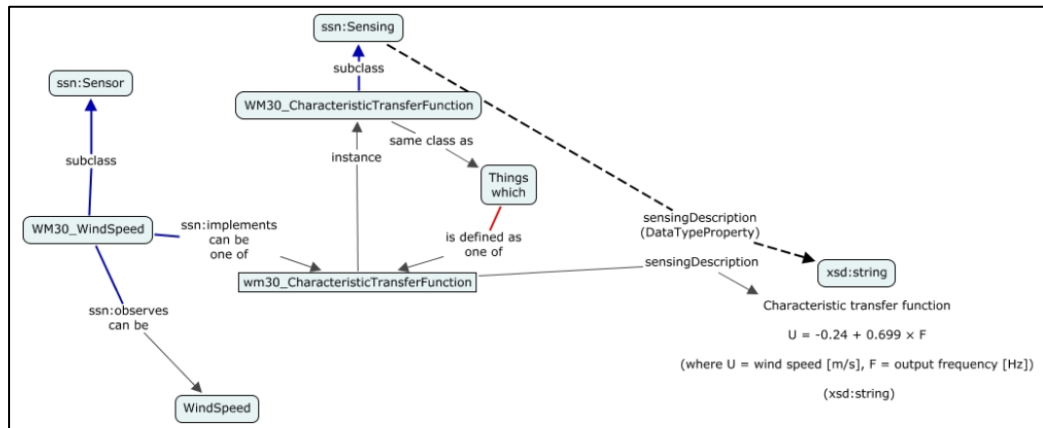 ssn:Sensing
ssn:Sensor
subclass
WM30_CharacteristicTransferFunction
same class as
instance
subclass
Things
which
sensingDescription
(DataTypeProperty)
WM30_WindSpeed
ssn:implements
can be
one of
is defined as
one of
sensingDescription
xsd:string
wm30_CharacteristicTransferFunction
Characteristic transfer function
ssn:observes
can be
U = -0.24 + 0.699 × F
(where U = wind speed [m/s], F = output frequency [Hz])
(xsd:string)
WindSpeed